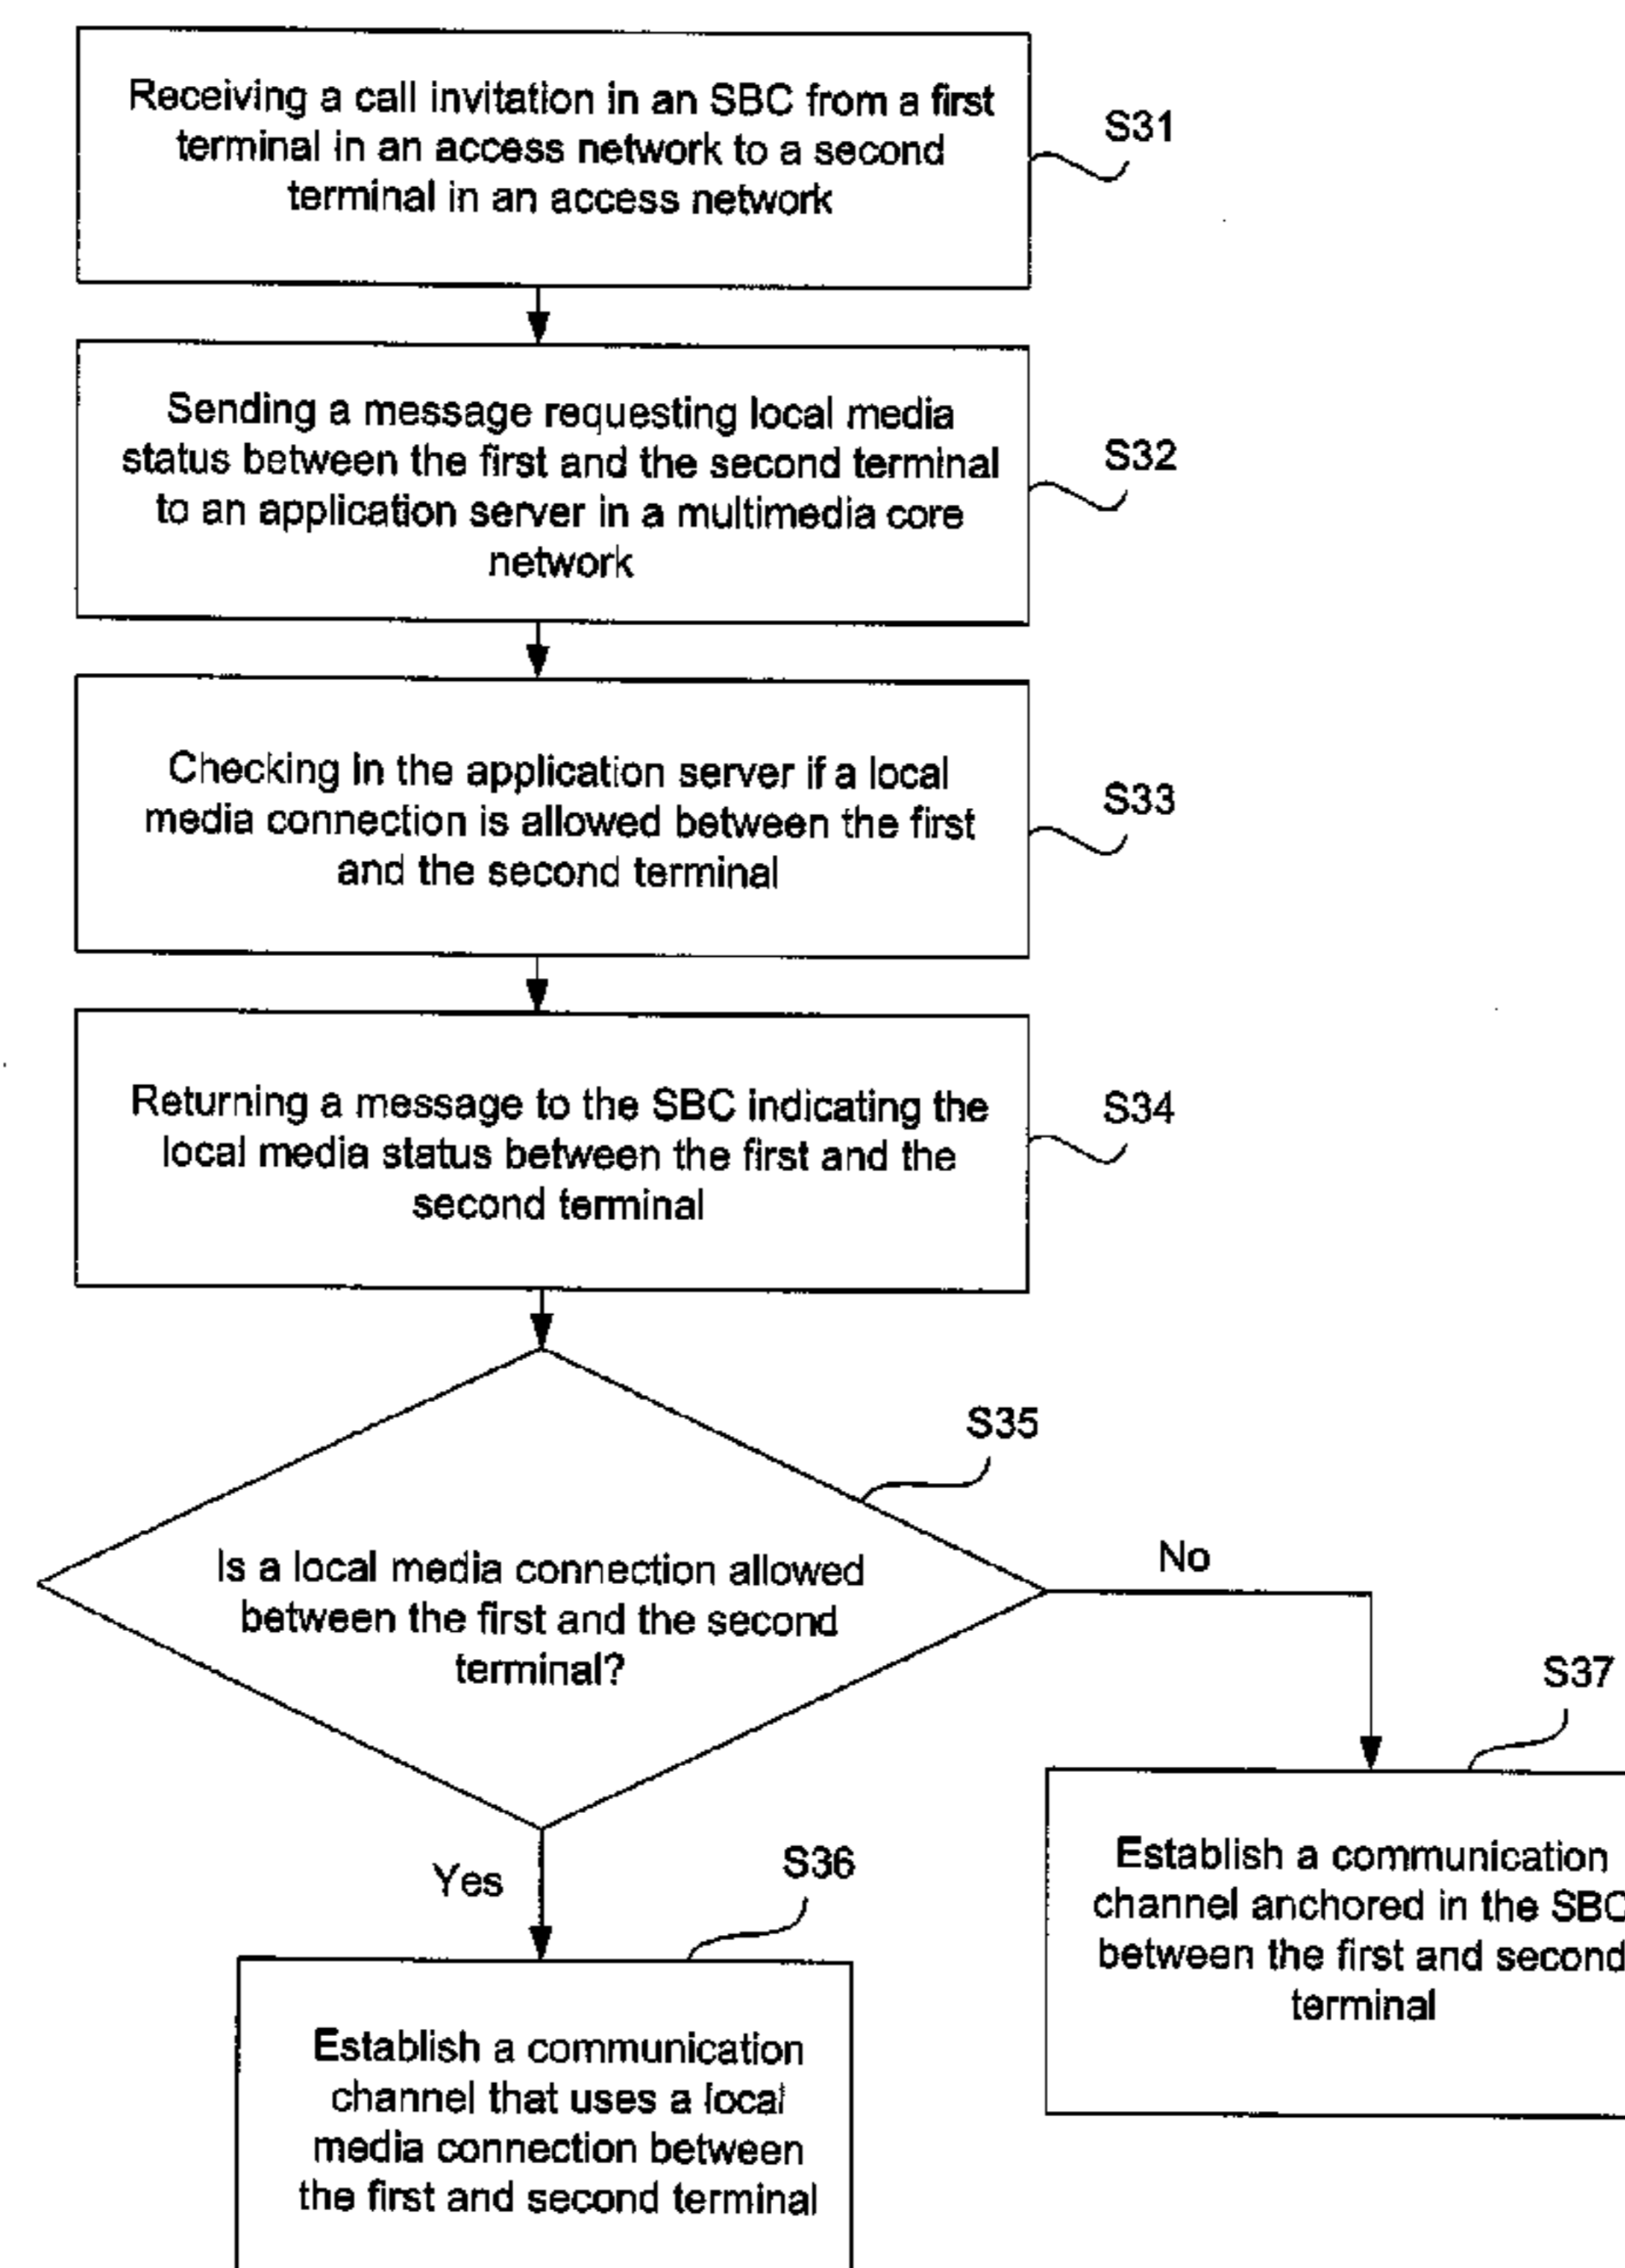 Receiving a call invitation in an SBC from a first
terminal in an access network to a second
terminal in an access network
S31
Sending a message requesting local media
status between the first and the second terminal
to an application server in a multimedia core
network
S32
Checking in the application server if a local
media connection is allowed between the first
and the second terminal
S33
Returning a message to the SBC indicating the
local media status between the first and the
second terminal
S34
S35
Is a local media connection allowed
between the first and the second
terminal?
No
S37
Establish a communication
channel anchored in the SBC
between the first and second
terminal
Yes
S36
Establish a communication
channel that uses a local
media connection between
the first and second terminal